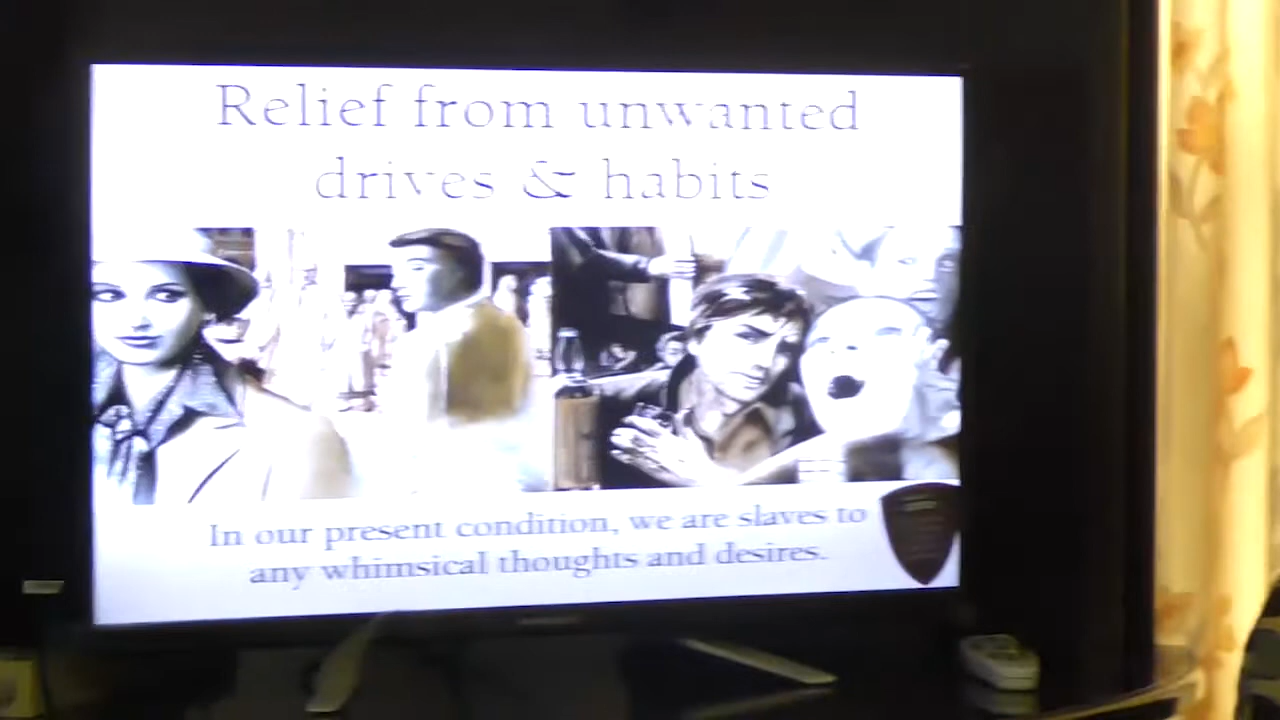 Relief from unwanted
drives & habits
In our present condition, we are slaves to
any whimsical thoughts and desires.